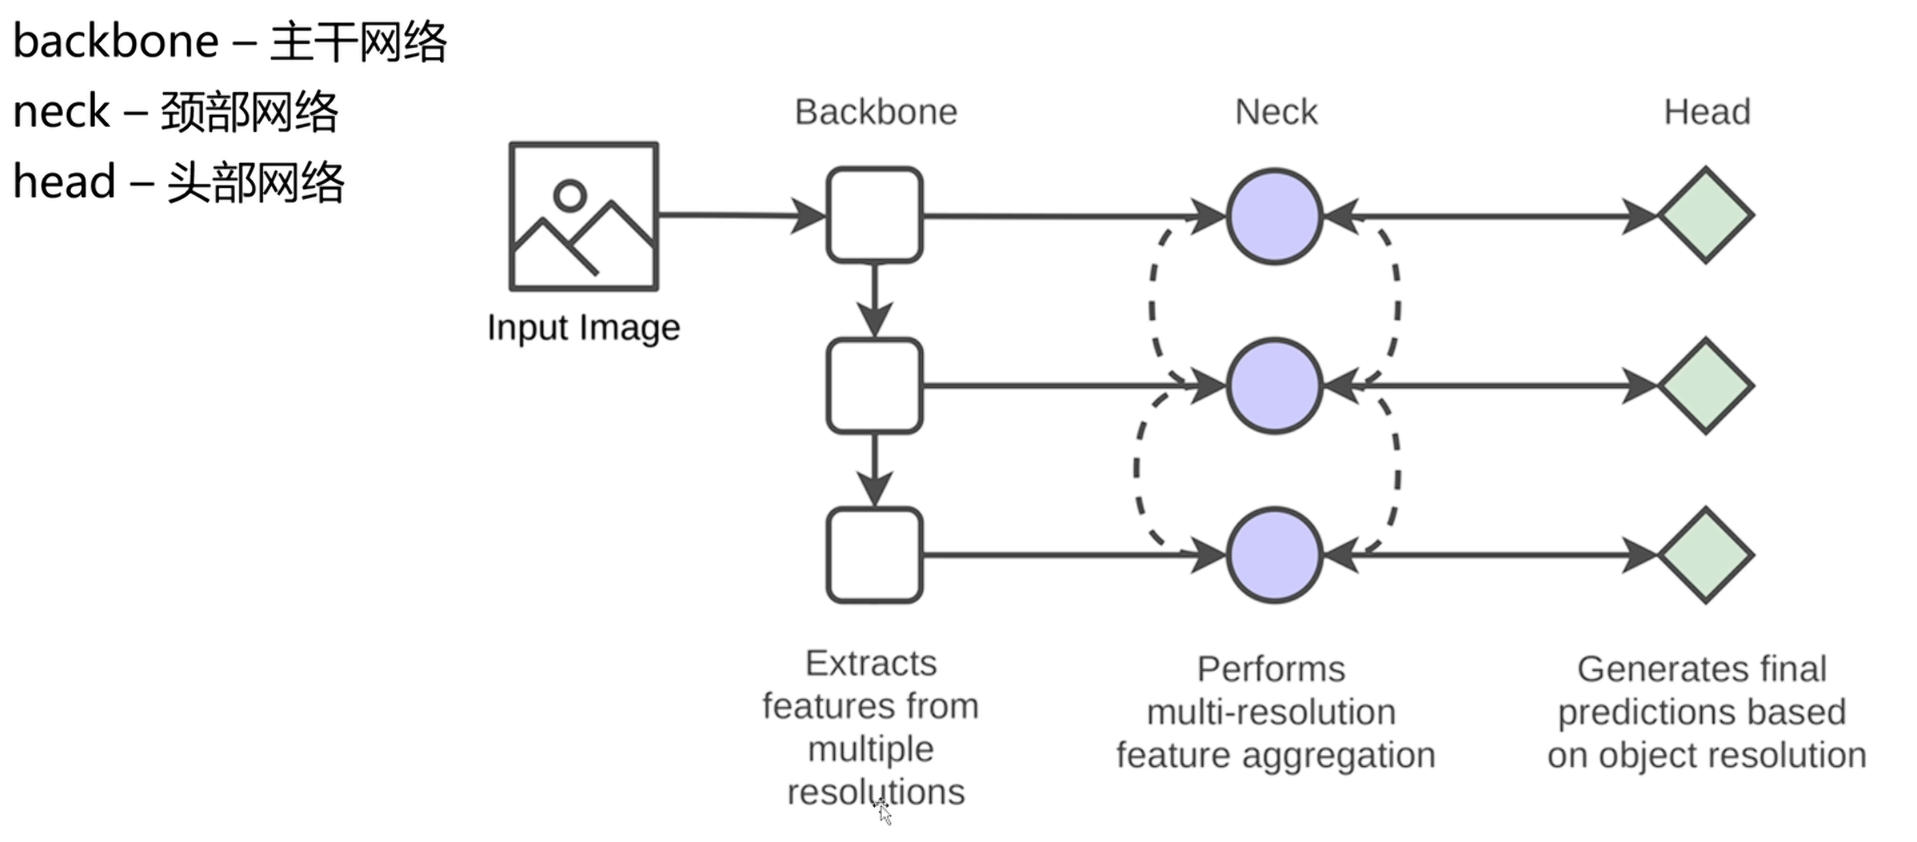 backbone – 主干网络
neck – 颈部网络
head – 头部网络
Input Image
Backbone
Neck
Head
Extracts
features from
multiple
resolutions
Performs
multi-resolution
feature aggregation
Generates final
predictions based
on object resolution